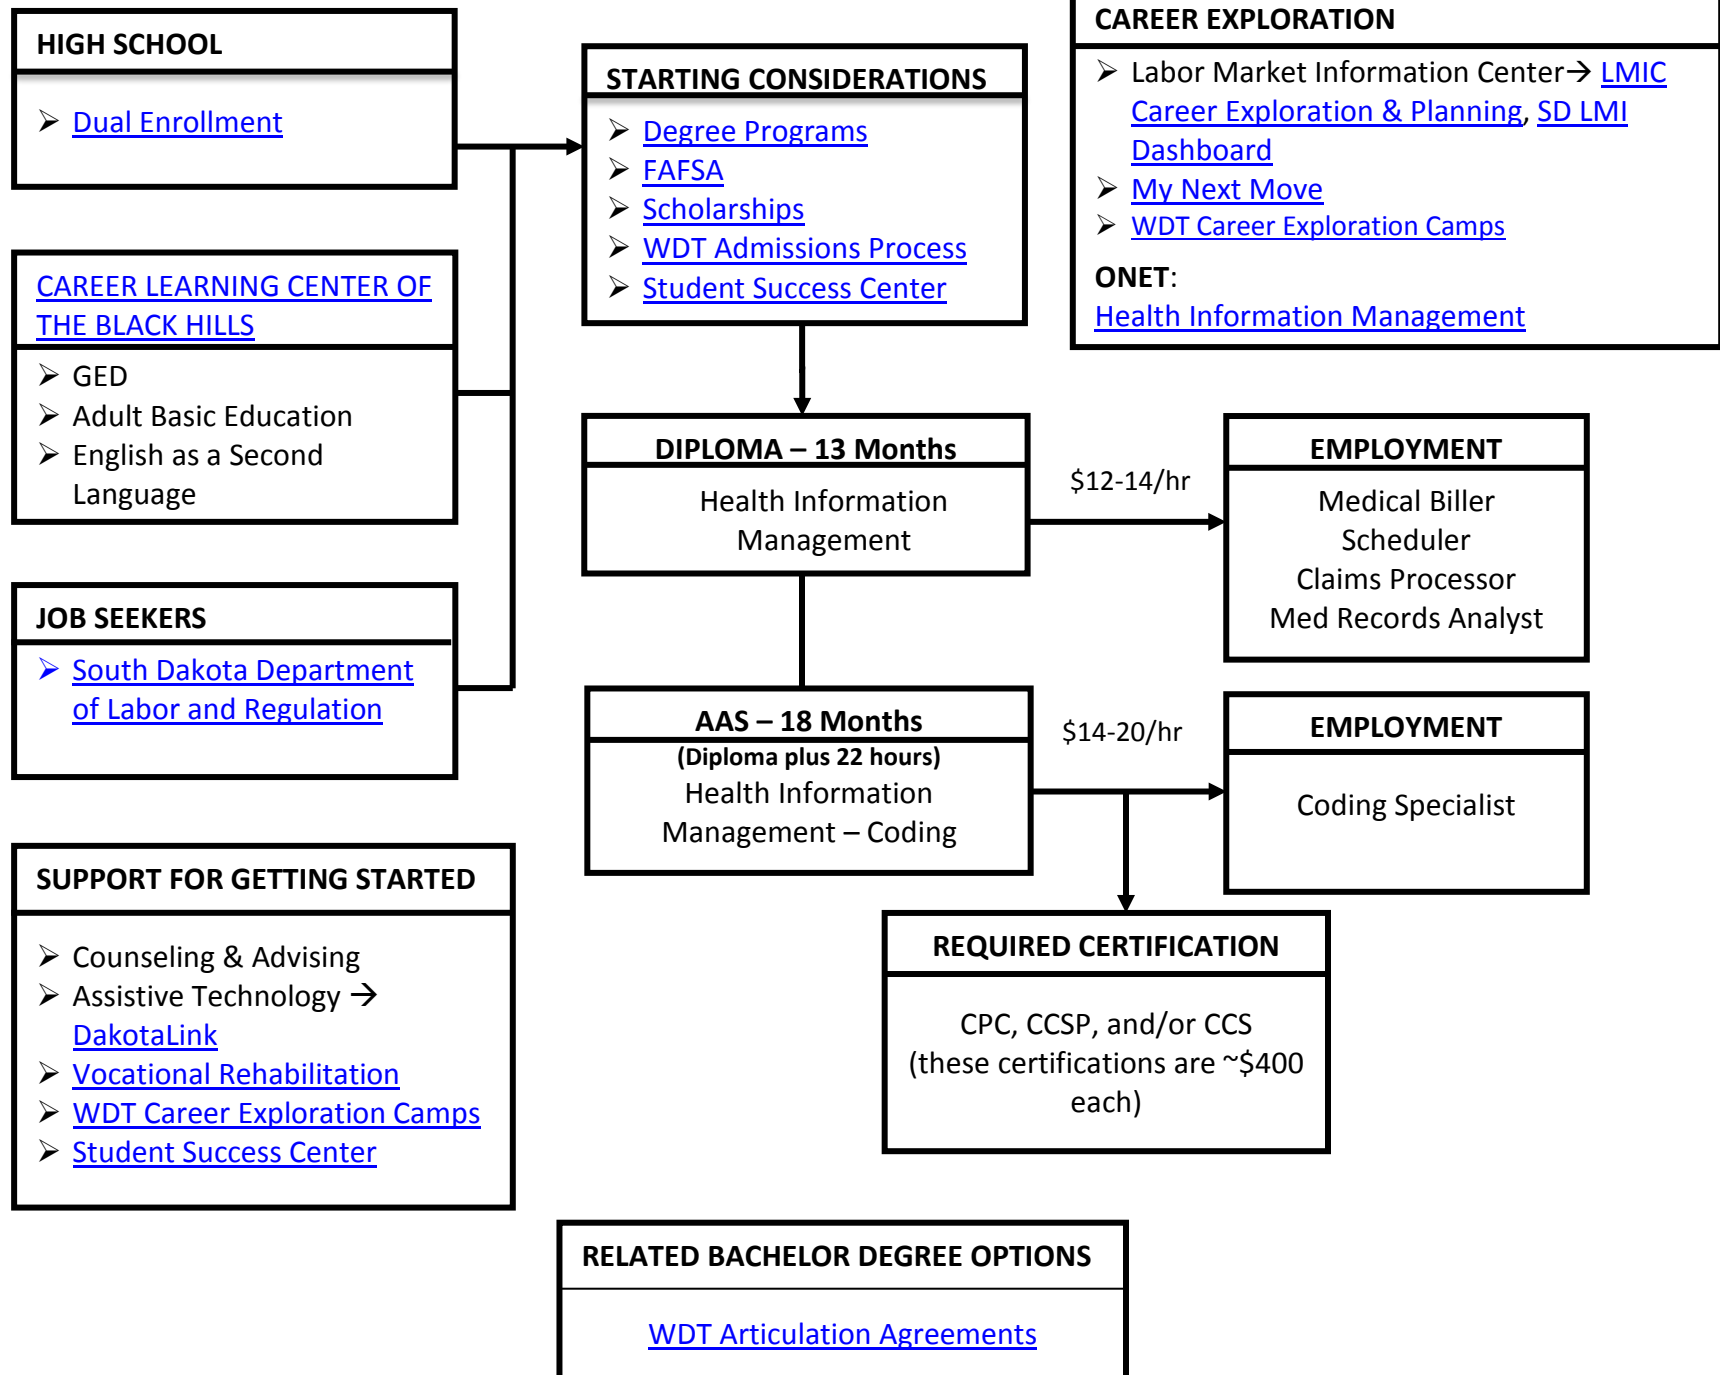 HIGH SCHOOL
➢ Dual Enrollment
CAREER LEARNING CENTER OF
THE BLACK HILLS
➢ GED
➢ Adult Basic Education
➢ English as a Second
Language
JOB SEEKERS
➢ South Dakota Department
of Labor and Regulation
SUPPORT FOR GETTING STARTED
➢ Counseling & Advising
➢ Assistive Technology →
DakotaLink
➢ Vocational Rehabilitation
➢ WDT Career Exploration Camps
➢ Student Success Center
STARTING CONSIDERATIONS
➢ Degree Programs
➢ FAFSA
➢ Scholarships
➢ WDT Admissions Process
➢ Student Success Center
CAREER EXPLORATION
➢ Labor Market Information Center→ LMIC
Career Exploration & Planning, SD LMI
Dashboard
➢ My Next Move
➢ WDT Career Exploration Camps
ONET:
Health Information Management
DIPLOMA – 13 Months
Health Information
Management
$12-14/hr
EMPLOYMENT
Medical Biller
Scheduler
Claims Processor
Med Records Analyst
AAS – 18 Months
(Diploma plus 22 hours)
Health Information
Management – Coding
$14-20/hr
EMPLOYMENT
Coding Specialist
REQUIRED CERTIFICATION
CPC, CCSP, and/or CCS
(these certifications are ~$400
each)
RELATED BACHELOR DEGREE OPTIONS
WDT Articulation Agreements